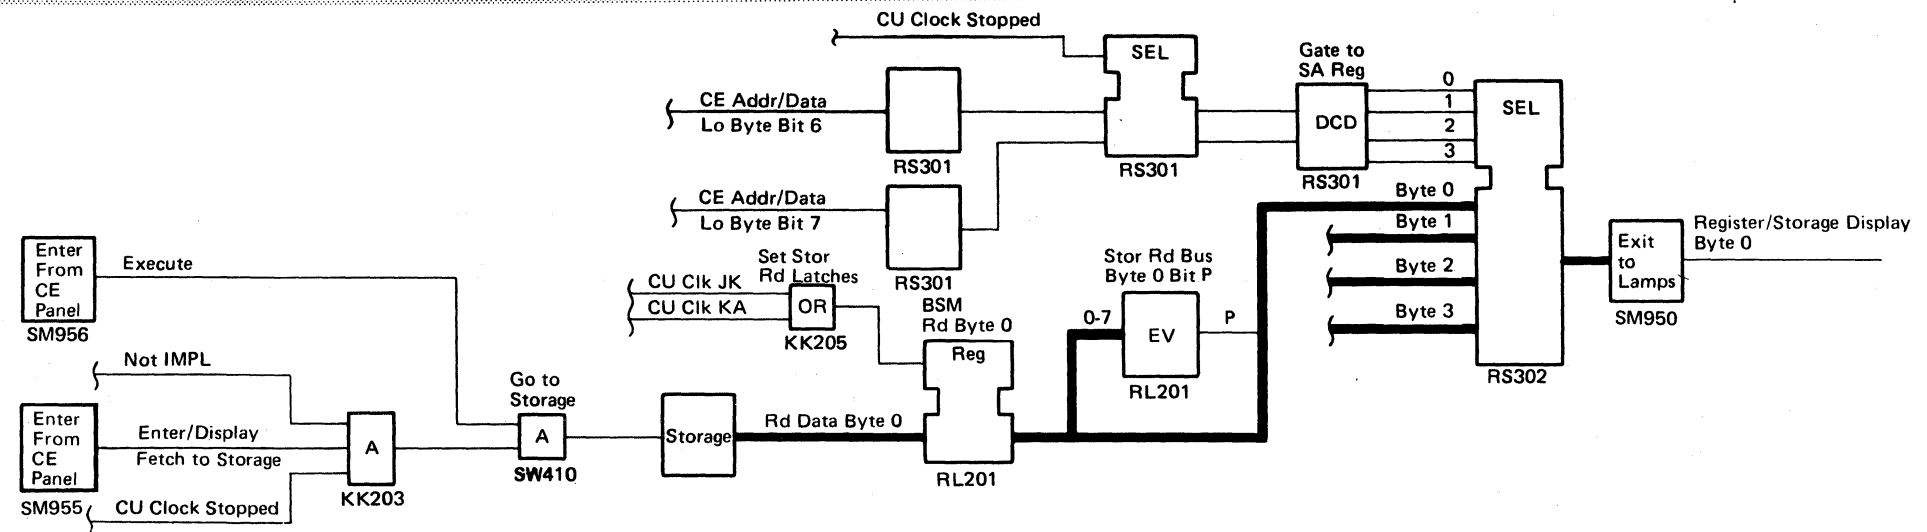 CU Clock Stopped
SEL
Gate to
SA Reg
CE Addr/Data
Lo Byte Bit 6
RS301
RS301
DCD
RS301
0
1
2
3
SEL
CE Addr/Data
Lo Byte Bit 7
RS301
Byte 0
Byte 1
Byte 2
Byte 3
RS302
Exit
to
Lamps
SM950
Register/Storage Display
Byte 0
Enter
From
CE
Panel
SM956
Execute
Set Stor
Rd Latches
CU Clk JK
CU Clk KA
OR
KK205
BSM
Rd Byte 0
Reg
RL201
Stor Rd Bus
Byte 0 Bit P
0-7
EV
P
RL201
Not IMPL
Enter
From
CE
Panel
SM955
Enter/Display
Fetch to Storage
CU Clock Stopped
A
KK203
Go to
Storage
A
SW410
Storage
Rd Data Byte 0